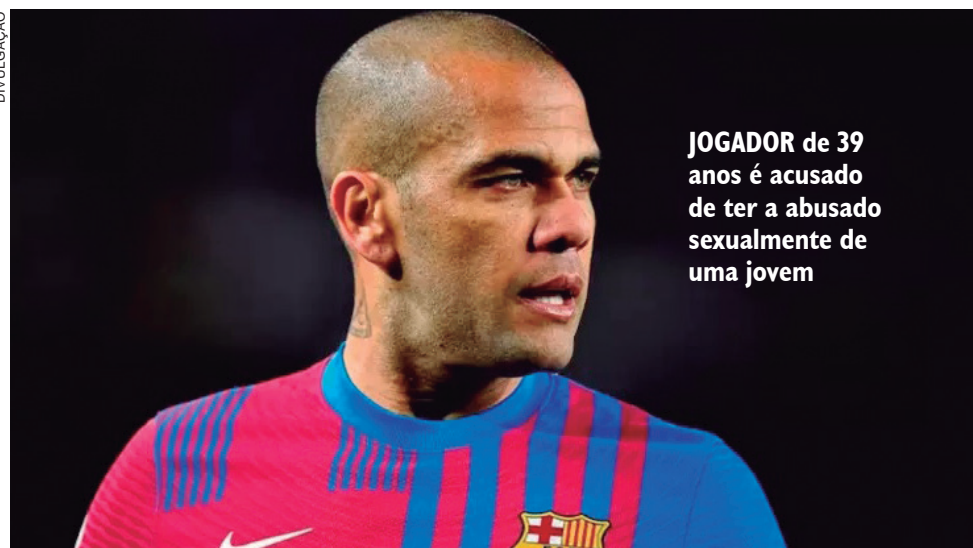 DIVULGAÇÃO
JOGADOR de 39
anos é acusado
de ter a abusado
sexualmente de
uma jovem